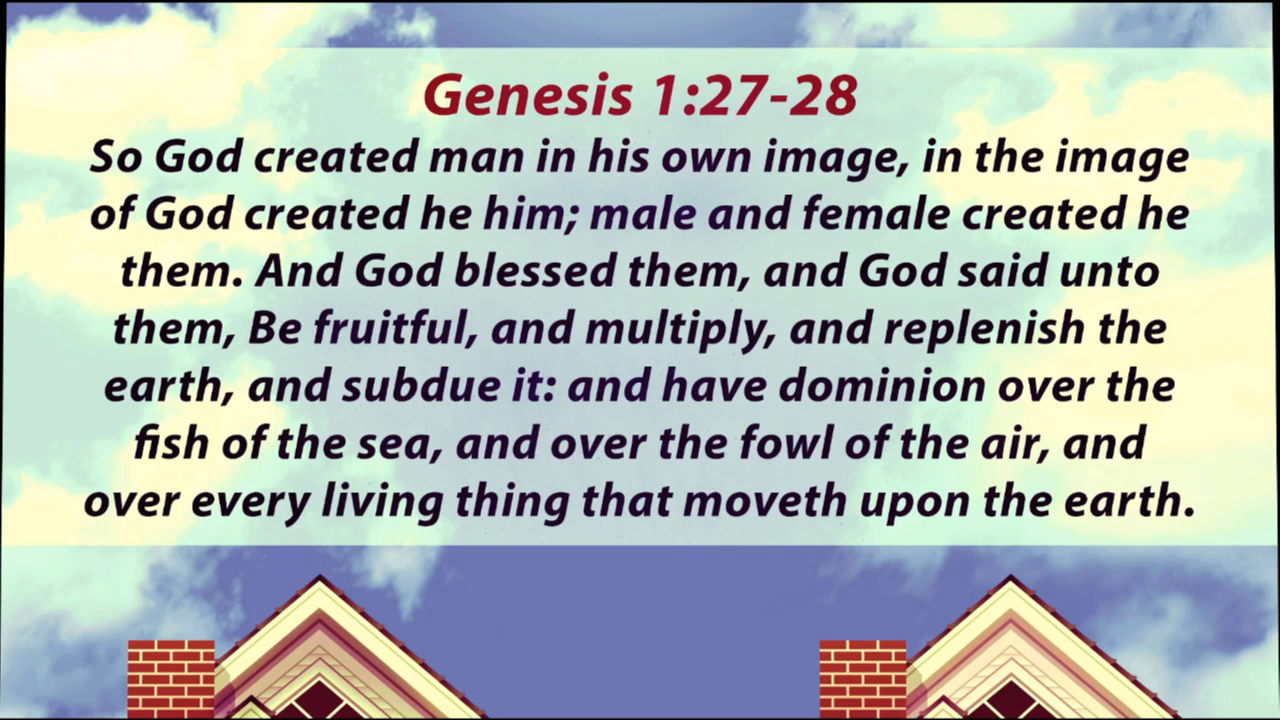 Genesis 1:27-28
So God created man in his own image, in the image
of God created he him; male and female created he
them. And God blessed them, and God said unto
them, Be fruitful, and multiply, and replenish the
earth, and subdue it: and have dominion over the
fish of the sea, and over the fowl of the air, and
over every living thing that moveth upon the earth.